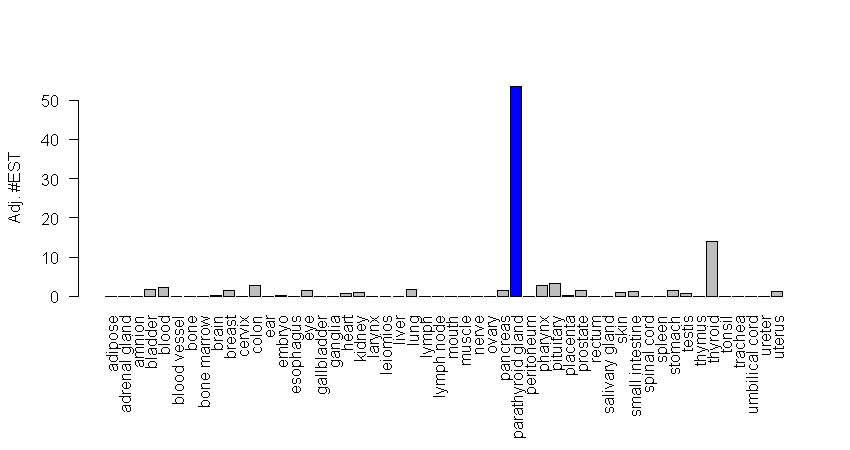 Adj. #EST
50
40
30
20
10
0
adipose
adrenal gland
amnion
bladder
blood
blood vessel
bone
bone marrow
brain
breast
cervix
colon
ear
embryo
esophagus
eye
gallbladder
ganglia
heart
kidney
larynx
leiomios
liver
lung
lymph
lymph node
mouth
muscle
nerve
ovary
pancreas
parathyroid gland
peritoneum
pharynx
pituitary
placenta
prostate
rectum
salivary gland
skin
small intestine
spinal cord
spleen
stomach
testis
thymus
thyroid
tonsil
trachea
umbilical cord
ureter
uterus